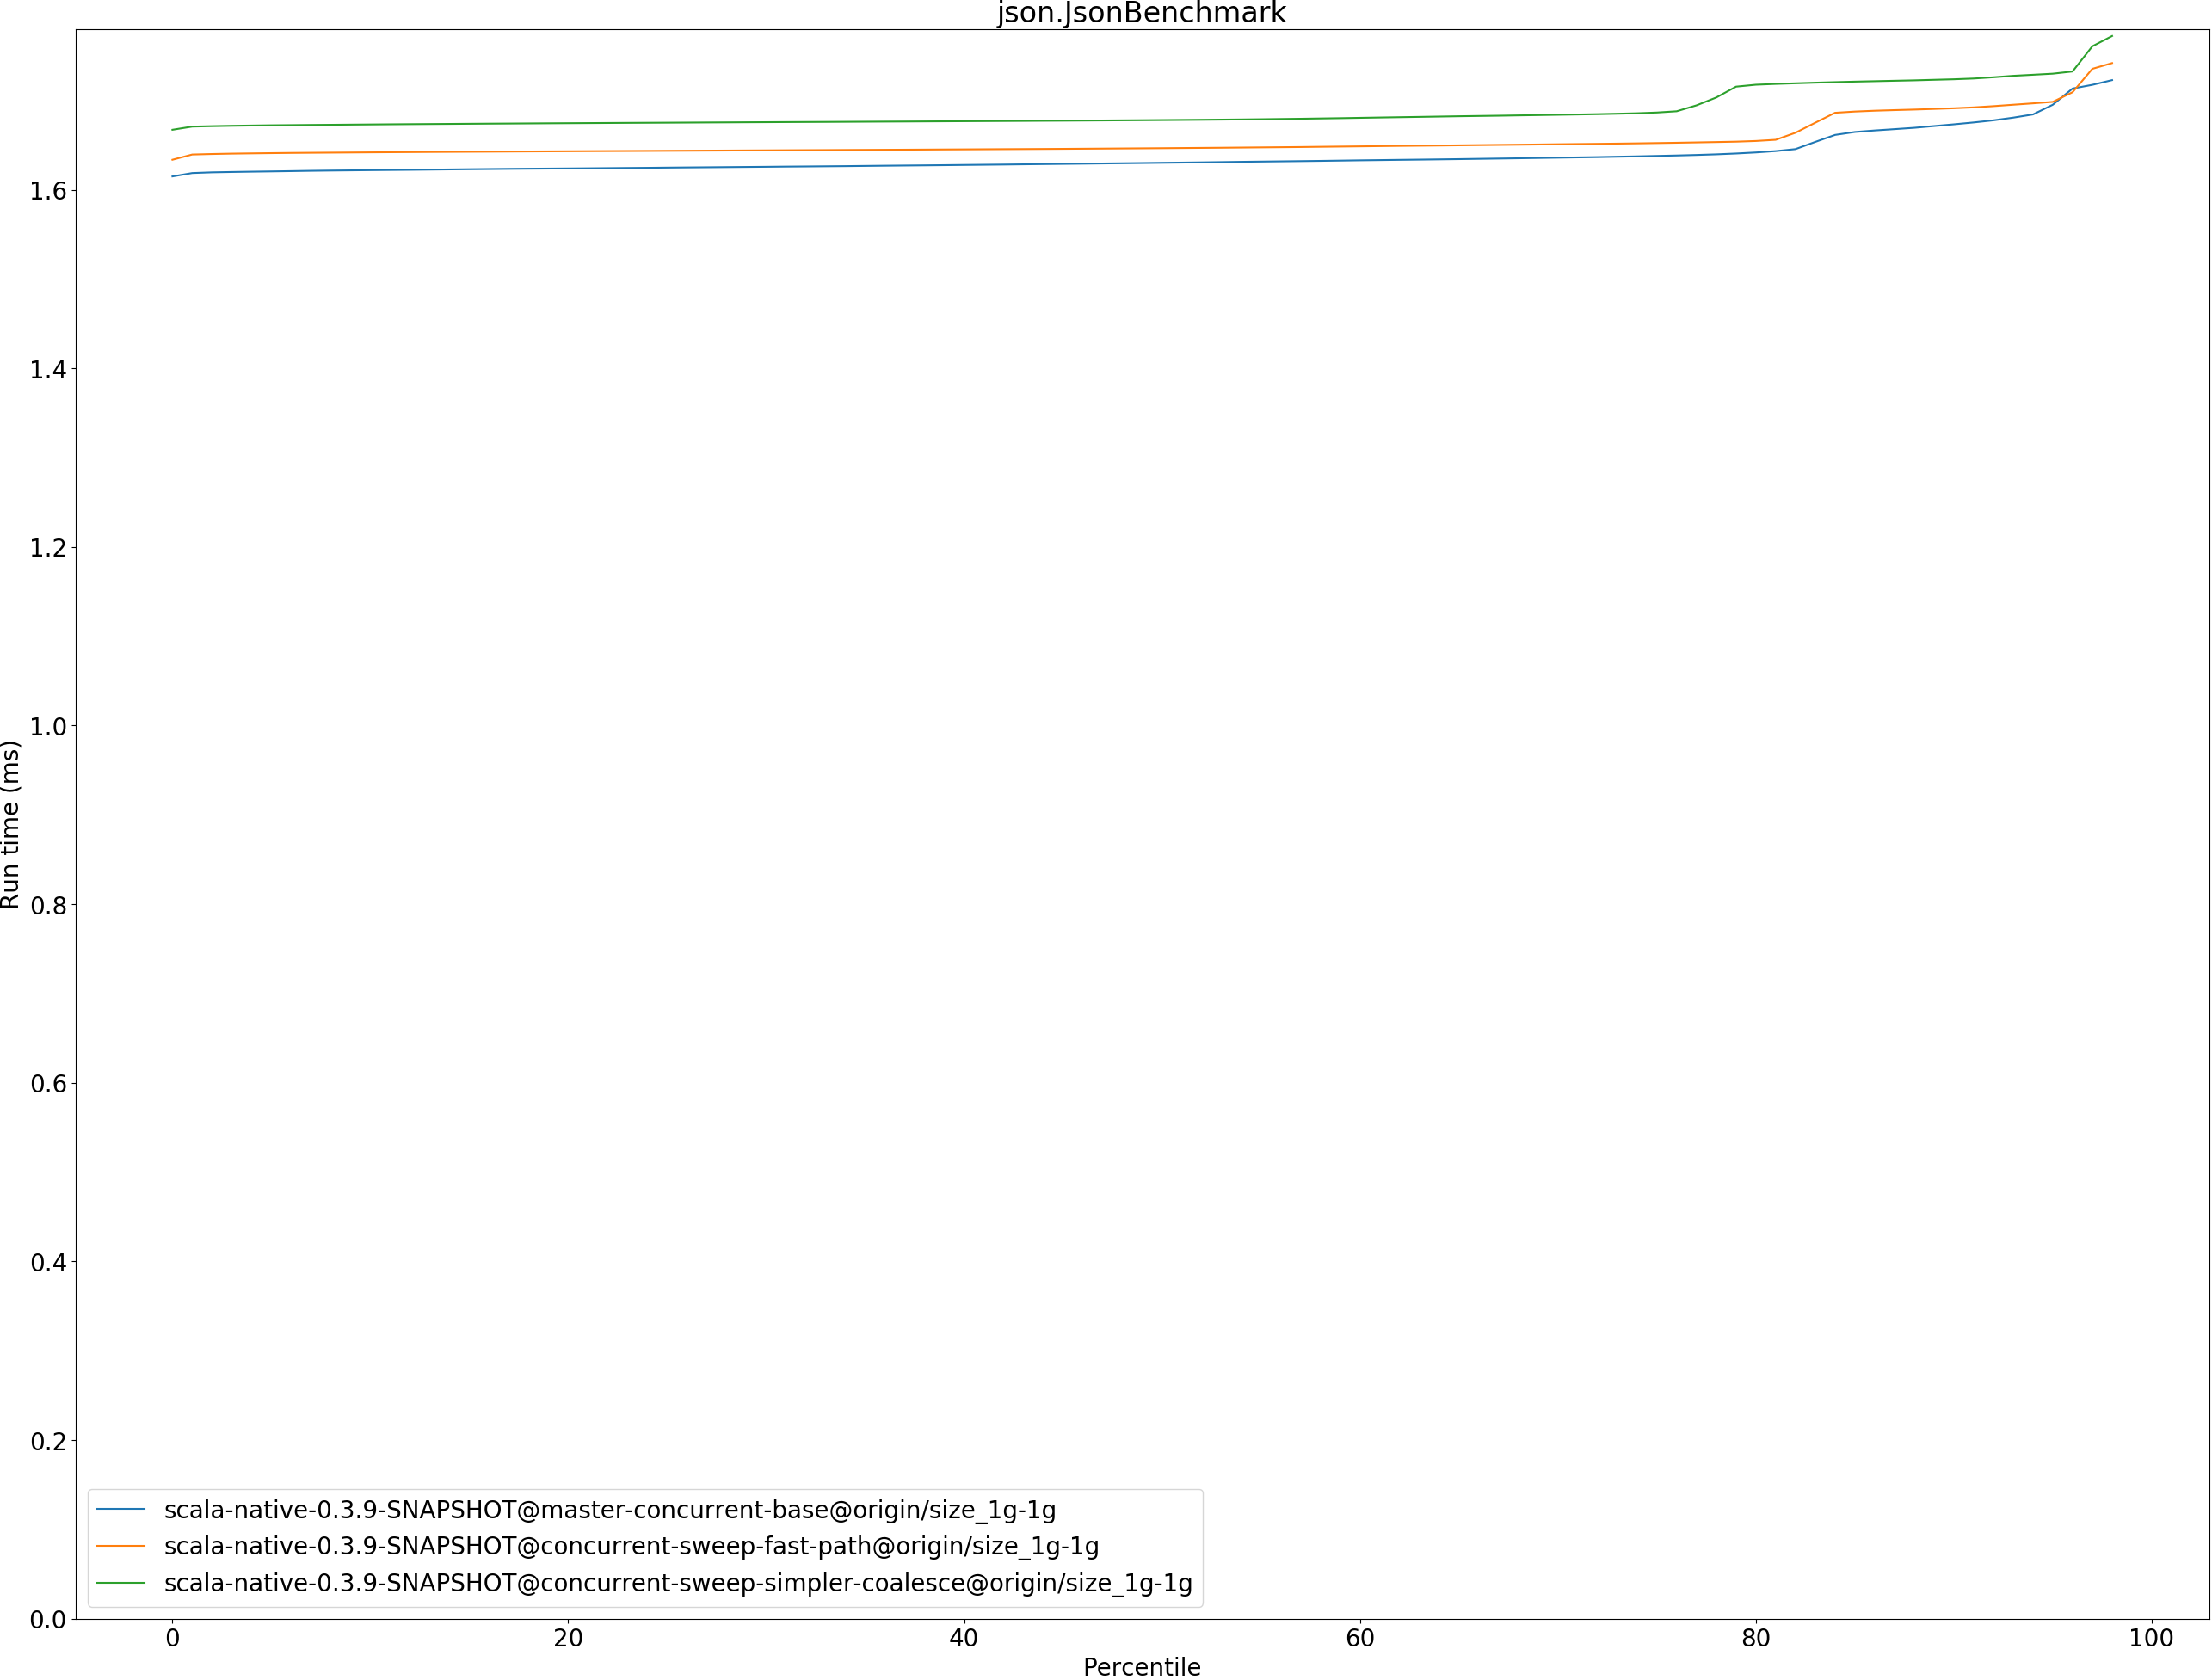 json.JsonBenchmark
Run time (ms)
1.6
1.4
1.2
1.0
0.8
0.6
0.4
0.2
0.0
scala-native-0.3.9-SNAPSHOT@master-concurrent-base@origin/size_1g-1g
scala-native-0.3.9-SNAPSHOT@concurrent-sweep-fast-path@origin/size_1g-1g
scala-native-0.3.9-SNAPSHOT@concurrent-sweep-simpler-coalesce@origin/size_1g-1g
0 20 40 60 80 100
Percentile